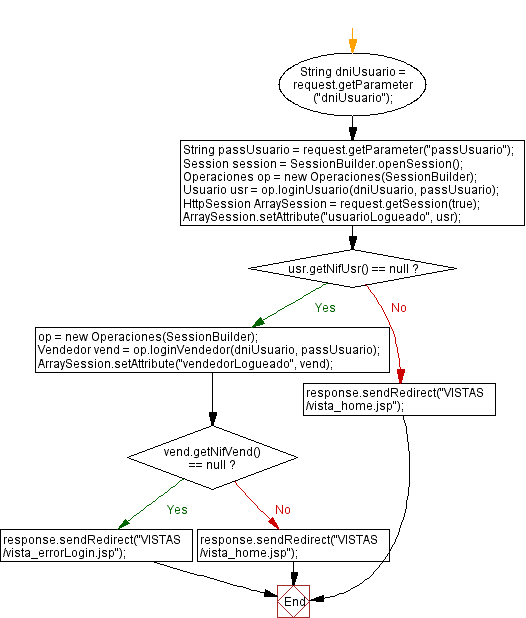 String dniUsuario =
request.getParameter
("dniUsuario");
String passUsuario = request.getParameter("passUsuario");
Session session = SessionBuilder.openSession();
Operaciones op = new Operaciones(SessionBuilder);
Usuario usr = op.loginUsuario(dniUsuario, passUsuario);
HttpSession ArraySession = request.getSession(true);
ArraySession.setAttribute("usuarioLogueado", usr);
usr.getNifUsr() == null ?
Yes
No
op = new Operaciones(SessionBuilder);
Vendedor vend = op.loginVendedor(dniUsuario, passUsuario);
ArraySession.setAttribute("vendedorLogueado", vend);
response.sendRedirect("VISTAS
/vista_home.jsp");
vend.getNifVend()
== null ?
Yes
No
response.sendRedirect("VISTAS
/vista_errorLogin.jsp");
response.sendRedirect("VISTAS
/vista_home.jsp");
End